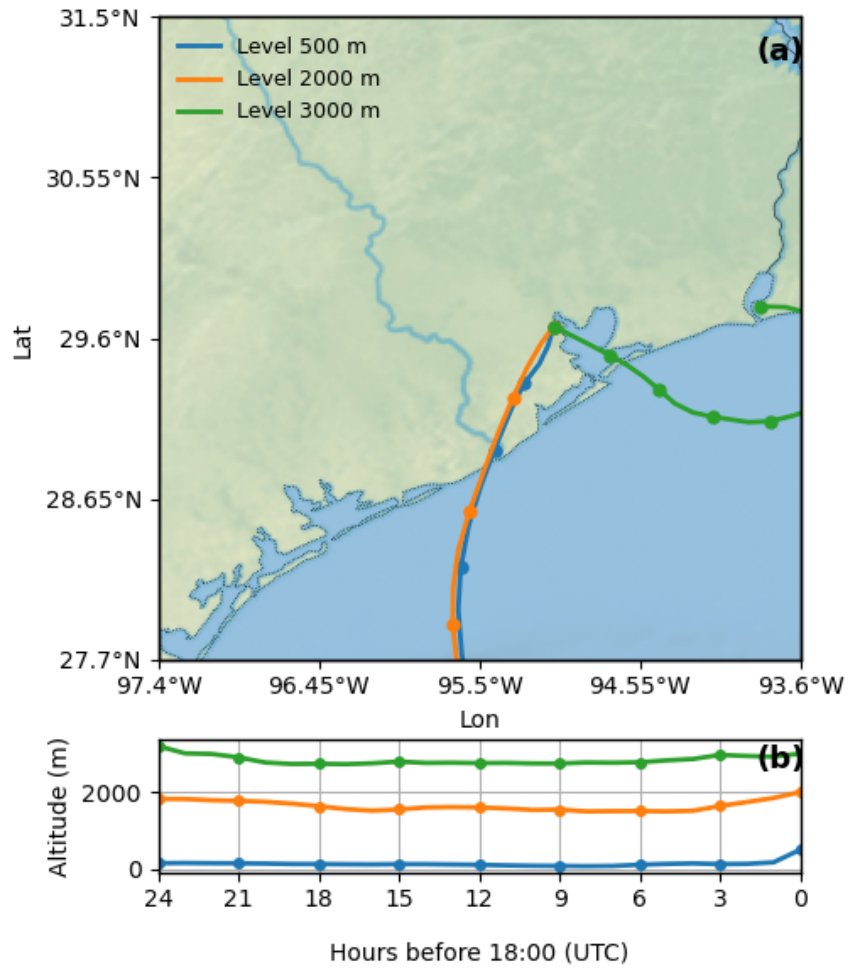 31.5°N
Level 500 m
(a)
Level 2000 m
Level 3000 m
30.55°N
Lat
29.6°N
28.65°N
27.7°N
97.4°W 96.45°W 95.5°W 94.55°W 93.6°W
Lon
(b)
Altitude (m)
2000
0
24 21 18 15 12 9 6 3 0
Hours before 18:00 (UTC)